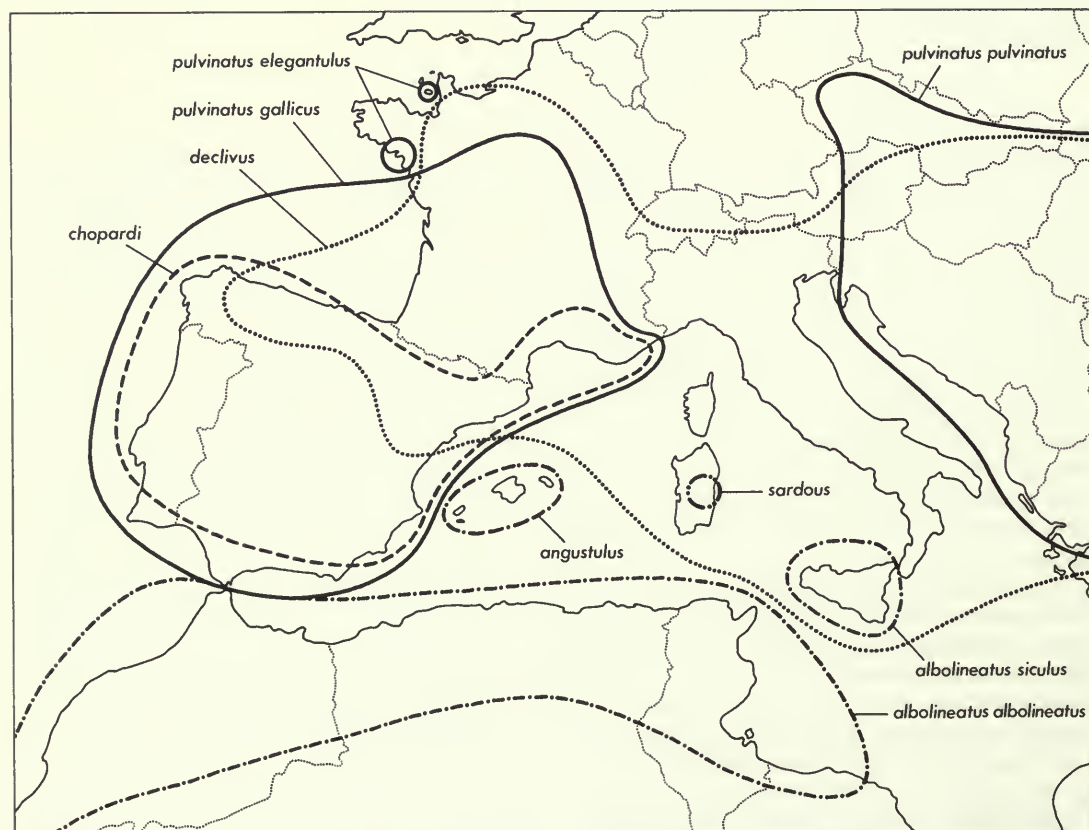 pulvinatus pulvinatus
pulvinatus elegantulus
pulvinatus gallicus
declivus
chopardi
sardous
angustulus
albolineatus siculus
albolineatus albolineatus